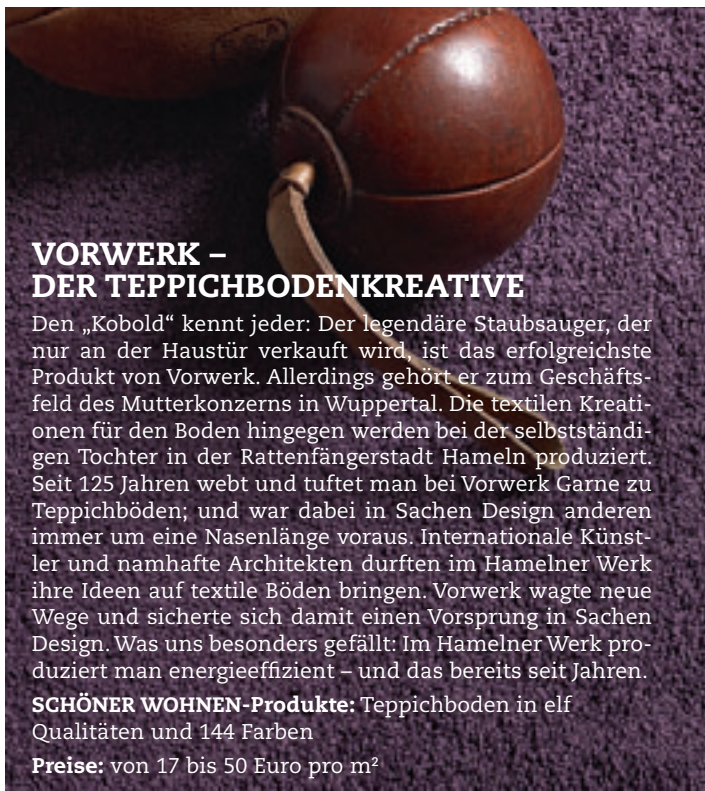 VORWERK –
DER TEPPICHBODENKREATIVE
Den „Kobold“ kennt jeder: Der legendäre Staubsauger, der
nur an der Haustür verkauft wird, ist das erfolgreichste
Produkt von Vorwerk. Allerdings gehört er zum Geschäfts-
feld des Mutterkonzerns in Wuppertal. Die textilen Kreati-
onen für den Boden hingegen werden bei der selbstständi-
gen Tochter in der Rattenfängerstadt Hameln produziert.
Seit 125 Jahren webt und tuftet man bei Vorwerk Garne zu
Teppichböden; und war dabei in Sachen Design anderen
immer um eine Nasenlänge voraus. Internationale Künst-
ler und namhafte Architekten durften im Hamelner Werk
ihre Ideen auf textile Böden bringen. Vorwerk wagte neue
Wege und sicherte sich damit einen Vorsprung in Sachen
Design. Was uns besonders gefällt: Im Hamelner Werk pro-
duziert man energieeffizient – und das bereits seit Jahren.
SCHÖNER WOHNEN-Produkte: Teppichboden in elf
Qualitäten und 144 Farben
Preise: von 17 bis 50 Euro pro m²